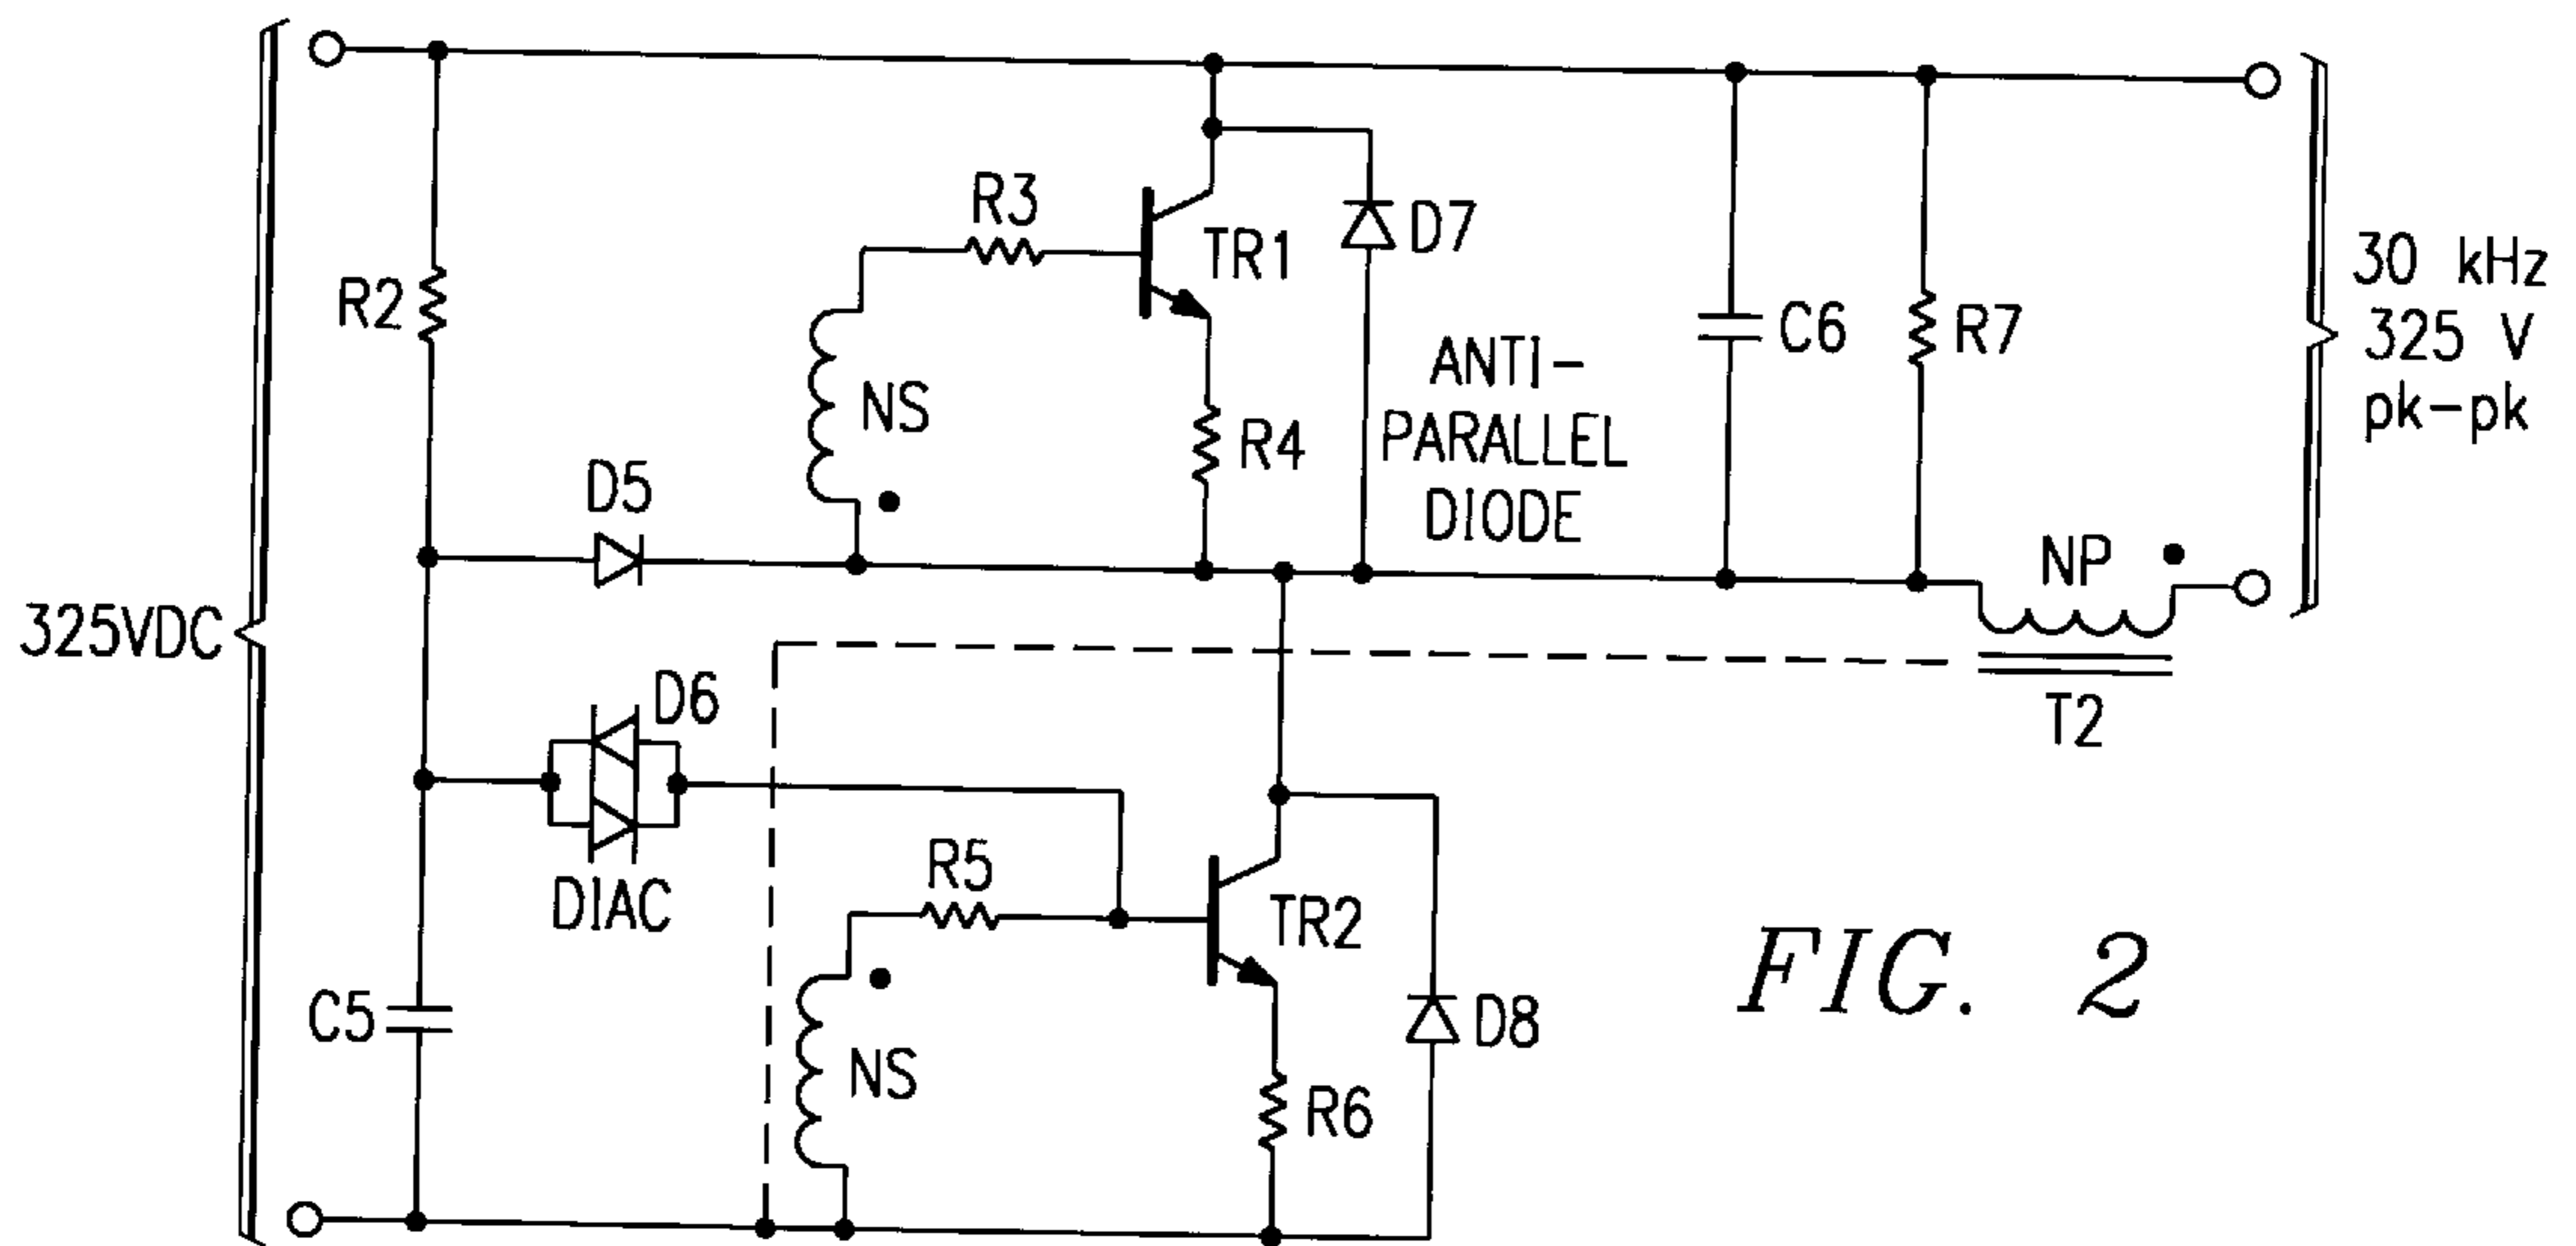 R3
D7
TR1
30 kHz
R2
C6
R7
325 V
ANTI-
NS
pk-pk
R4
PARALLEL
D5
DIODE
NP
325VDC
D6
T2
R5
DIAC
TR2
FIG. 2
C5
D8
NS
R6